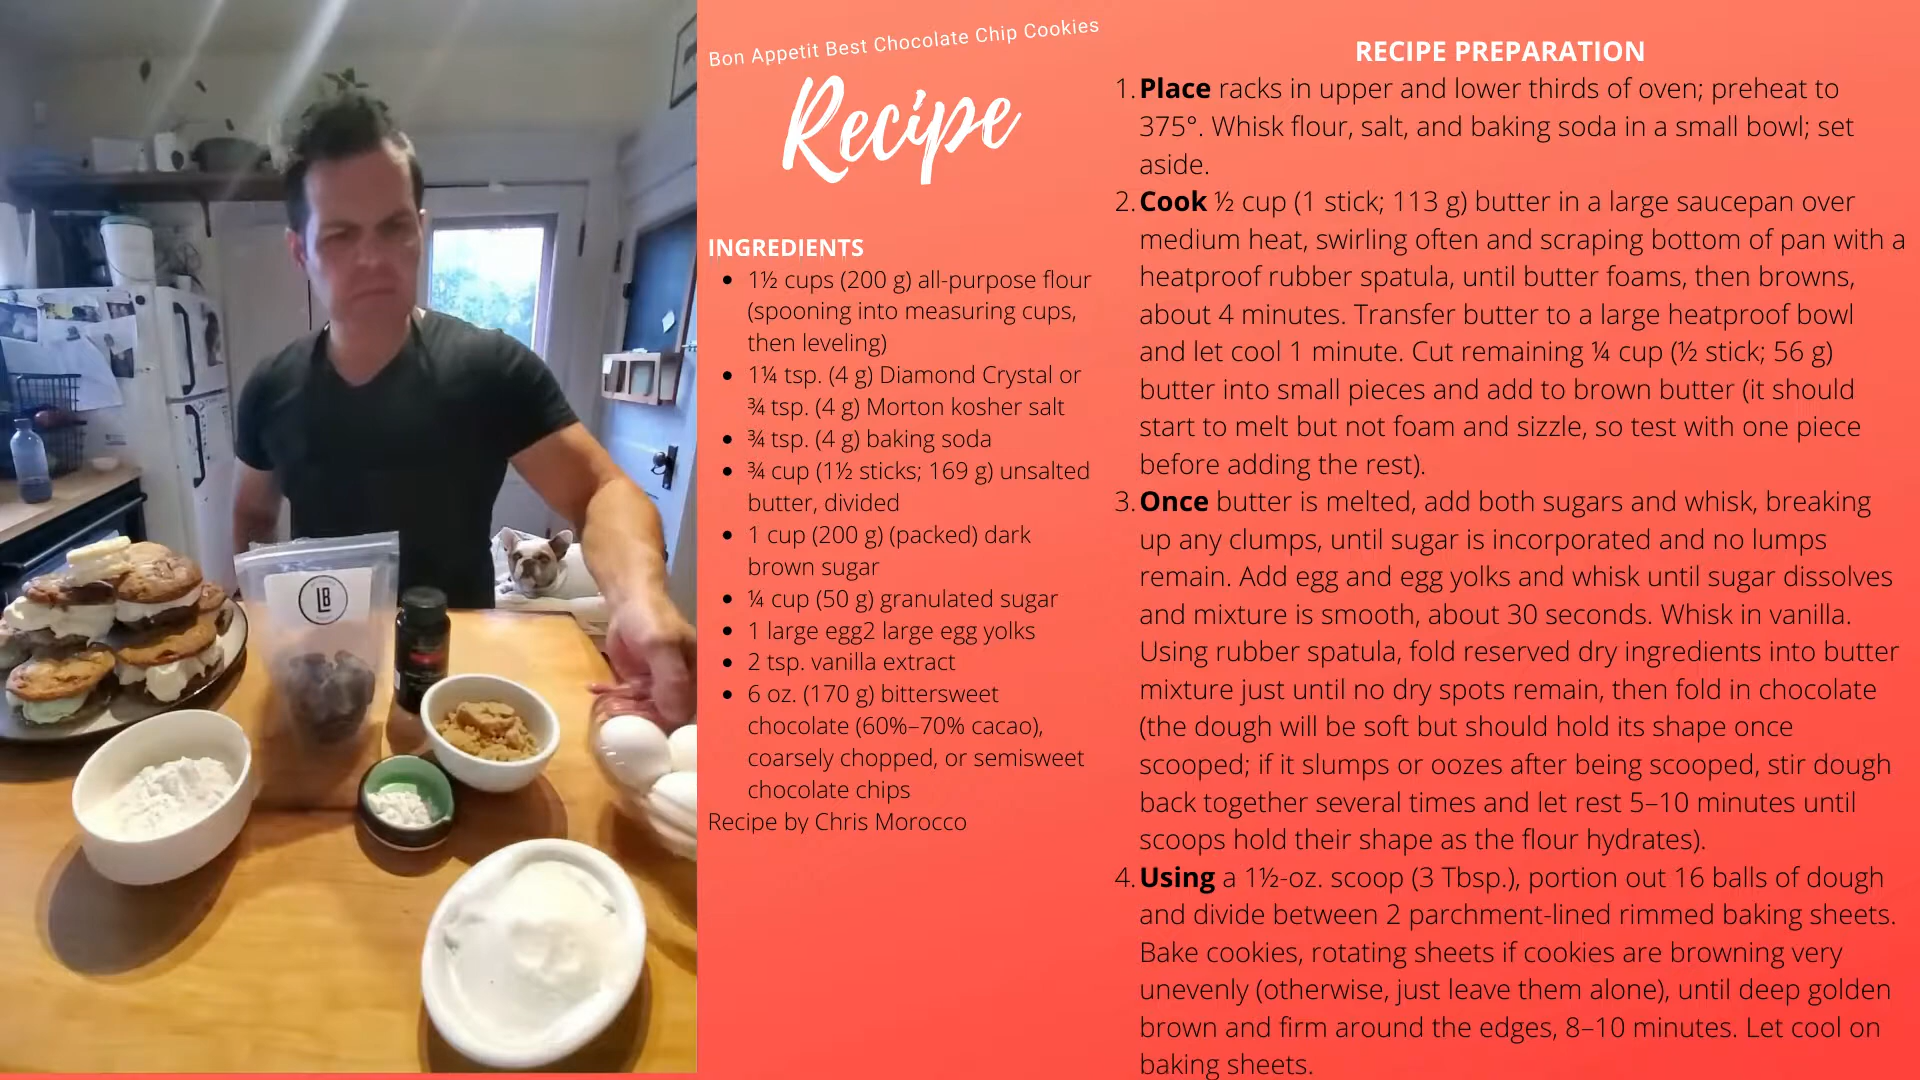 Bon Appetit Best Chocolate Chip Cookies
Recipe
INGREDIENTS
1½ cups (200 g) all-purpose flour
(spooning into measuring cups,
then leveling)
1¼ tsp. (4 g) Diamond Crystal or
¾ tsp. (4 g) Morton kosher salt
¾ tsp. (4 g) baking soda
¾ cup (1½ sticks; 169 g) unsalted
butter, divided
1 cup (200 g) (packed) dark
brown sugar
¼ cup (50 g) granulated sugar
1 large egg2 large egg yolks
2 tsp. vanilla extract
6 oz. (170 g) bittersweet
chocolate (60%–70% cacao),
coarsely chopped, or semisweet
chocolate chips
Recipe by Chris Morocco
RECIPE PREPARATION
1. Place racks in upper and lower thirds of oven; preheat to
375°. Whisk flour, salt, and baking soda in a small bowl; set
aside.
2. Cook ½ cup (1 stick; 113 g) butter in a large saucepan over
medium heat, swirling often and scraping bottom of pan with a
heatproof rubber spatula, until butter foams, then browns,
about 4 minutes. Transfer butter to a large heatproof bowl
and let cool 1 minute. Cut remaining ¼ cup (½ stick; 56 g)
butter into small pieces and add to brown butter (it should
start to melt but not foam and sizzle, so test with one piece
before adding the rest).
3. Once butter is melted, add both sugars and whisk, breaking
up any clumps, until sugar is incorporated and no lumps
remain. Add egg and egg yolks and whisk until sugar dissolves
and mixture is smooth, about 30 seconds. Whisk in vanilla.
Using rubber spatula, fold reserved dry ingredients into butter
mixture just until no dry spots remain, then fold in chocolate
(the dough will be soft but should hold its shape once
scooped; if it slumps or oozes after being scooped, stir dough
back together several times and let rest 5–10 minutes until
scoops hold their shape as the flour hydrates).
4. Using a 1½-oz. scoop (3 Tbsp.), portion out 16 balls of dough
and divide between 2 parchment-lined rimmed baking sheets.
Bake cookies, rotating sheets if cookies are browning very
unevenly (otherwise, just leave them alone), until deep golden
brown and firm around the edges, 8–10 minutes. Let cool on
baking sheets.
LB